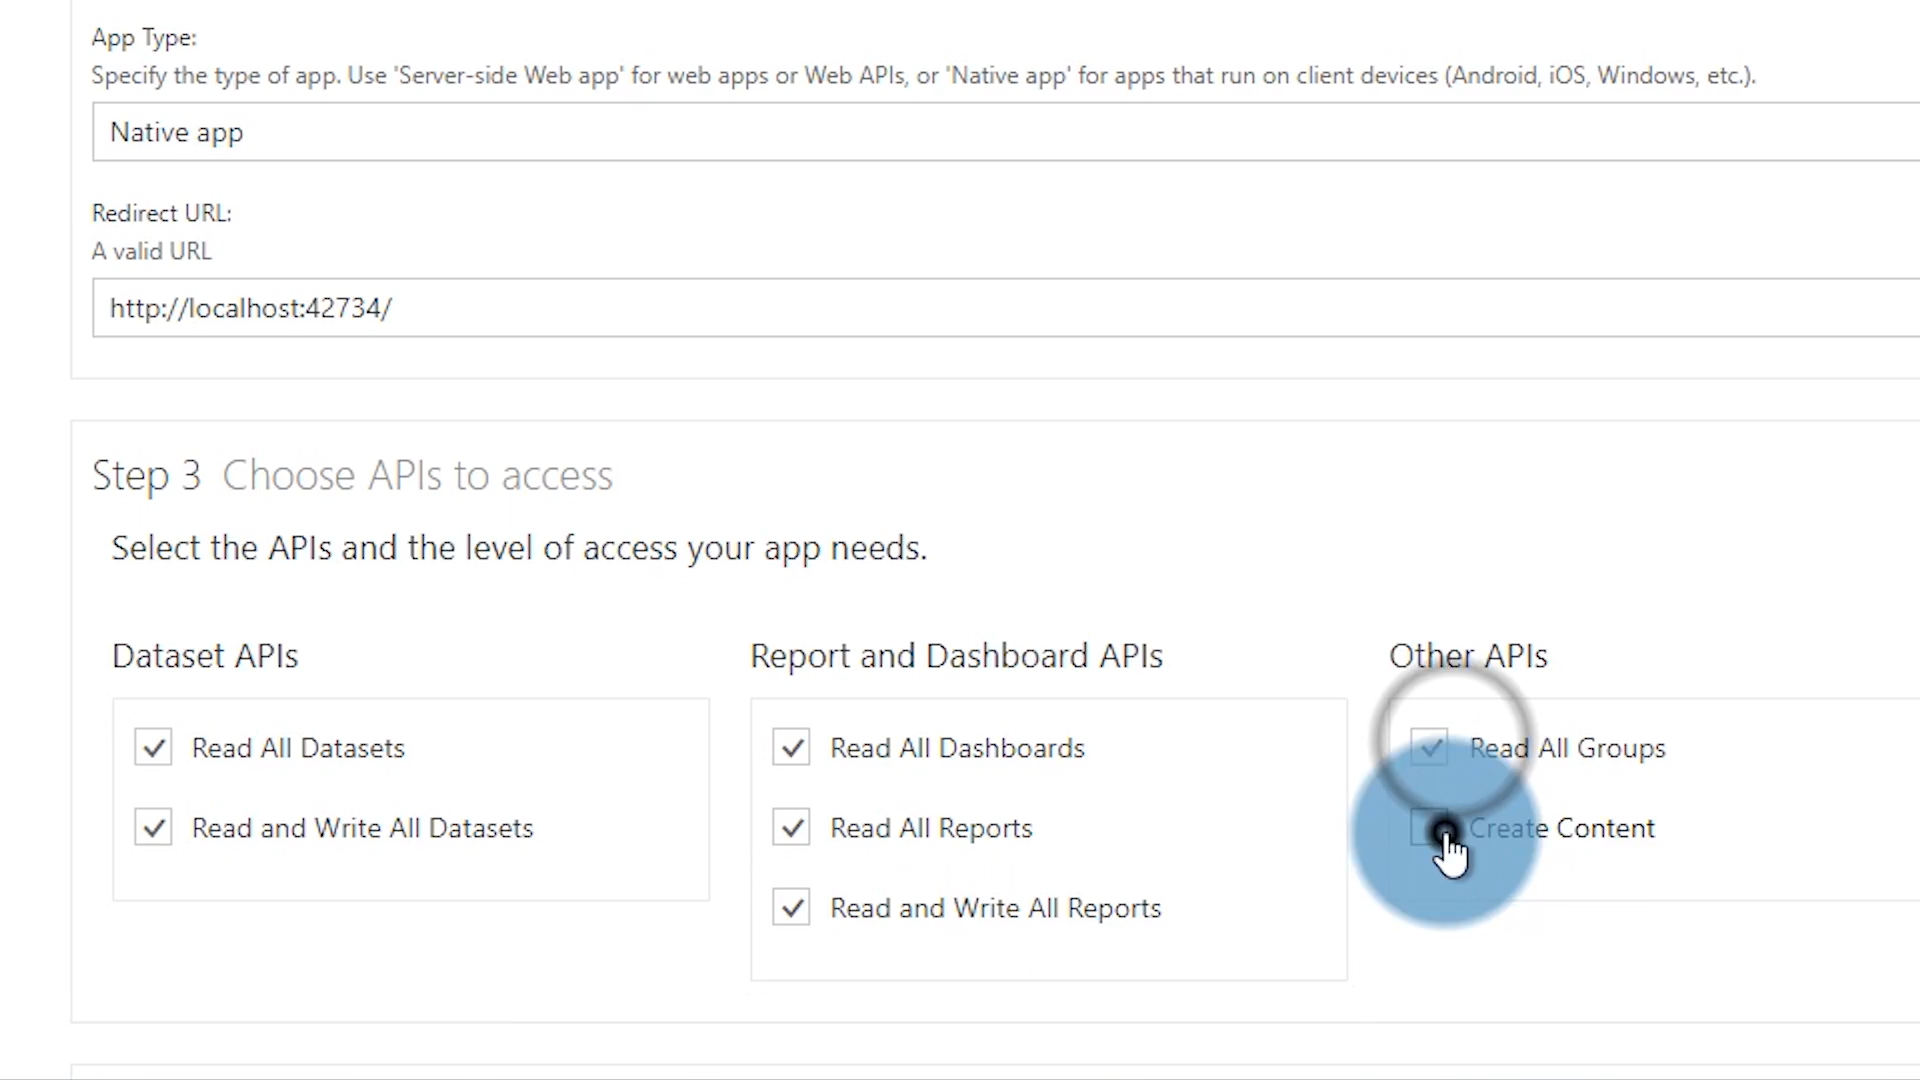 App Type:
Specify the type of app. Use 'Server-side Web app' for web apps or Web APIs, or 'Native app' for apps that run on client devices (Android, iOS, Windows, etc.).
Native app
Redirect URL:
A valid URL
http://localhost:42734/
Step 3 Choose APIs to access
Select the APIs and the level of access your app needs.
Dataset APIs
Read All Datasets
Read and Write All Datasets
Report and Dashboard APIs
Read All Dashboards
Read All Reports
Read and Write All Reports
Other APIs
Read All Groups
Create Content